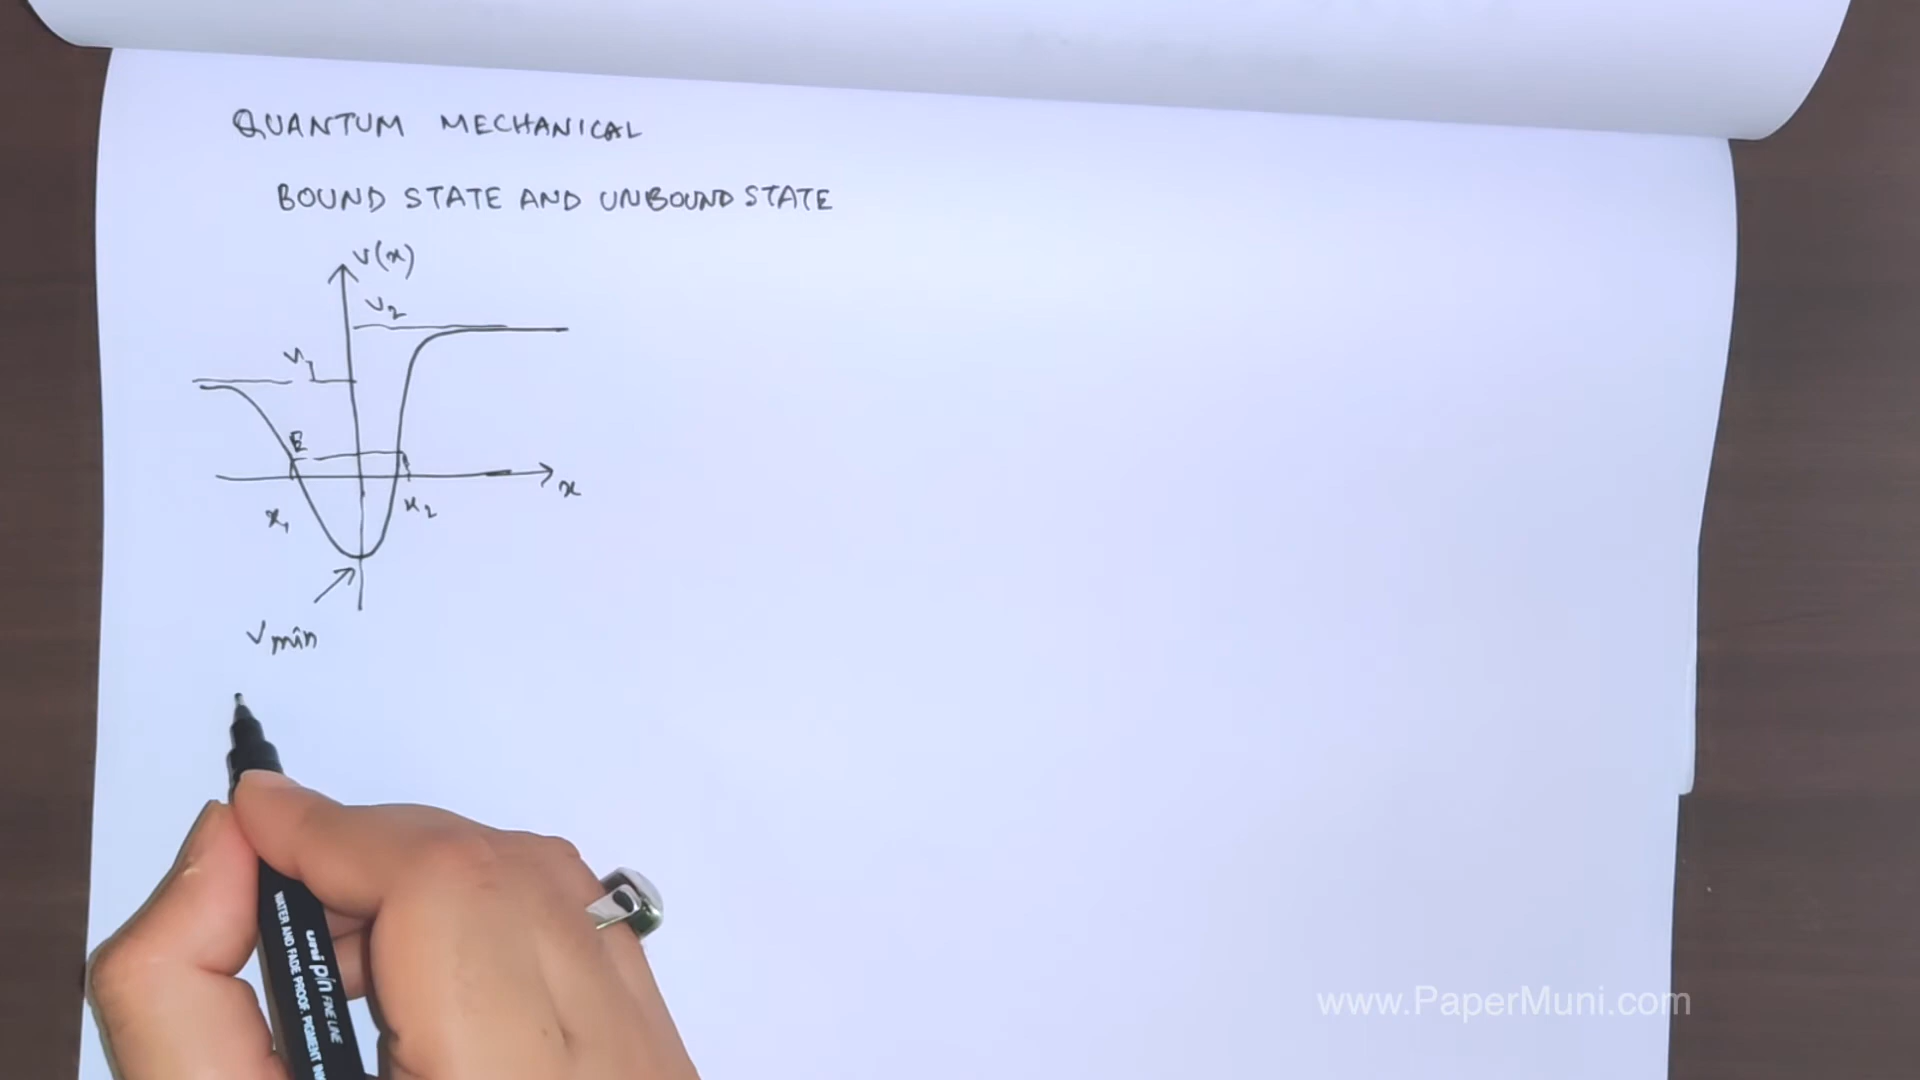 QUANTUM MECHANICAL
BOUND STATE AND UNBOUND STATE
V(x)
V2
V1
E
x
x1
x2
Vmin
WATER AND FADE PROOF, PIGMENT INK
uni pin FINE LINE
www.PaperMuni.com